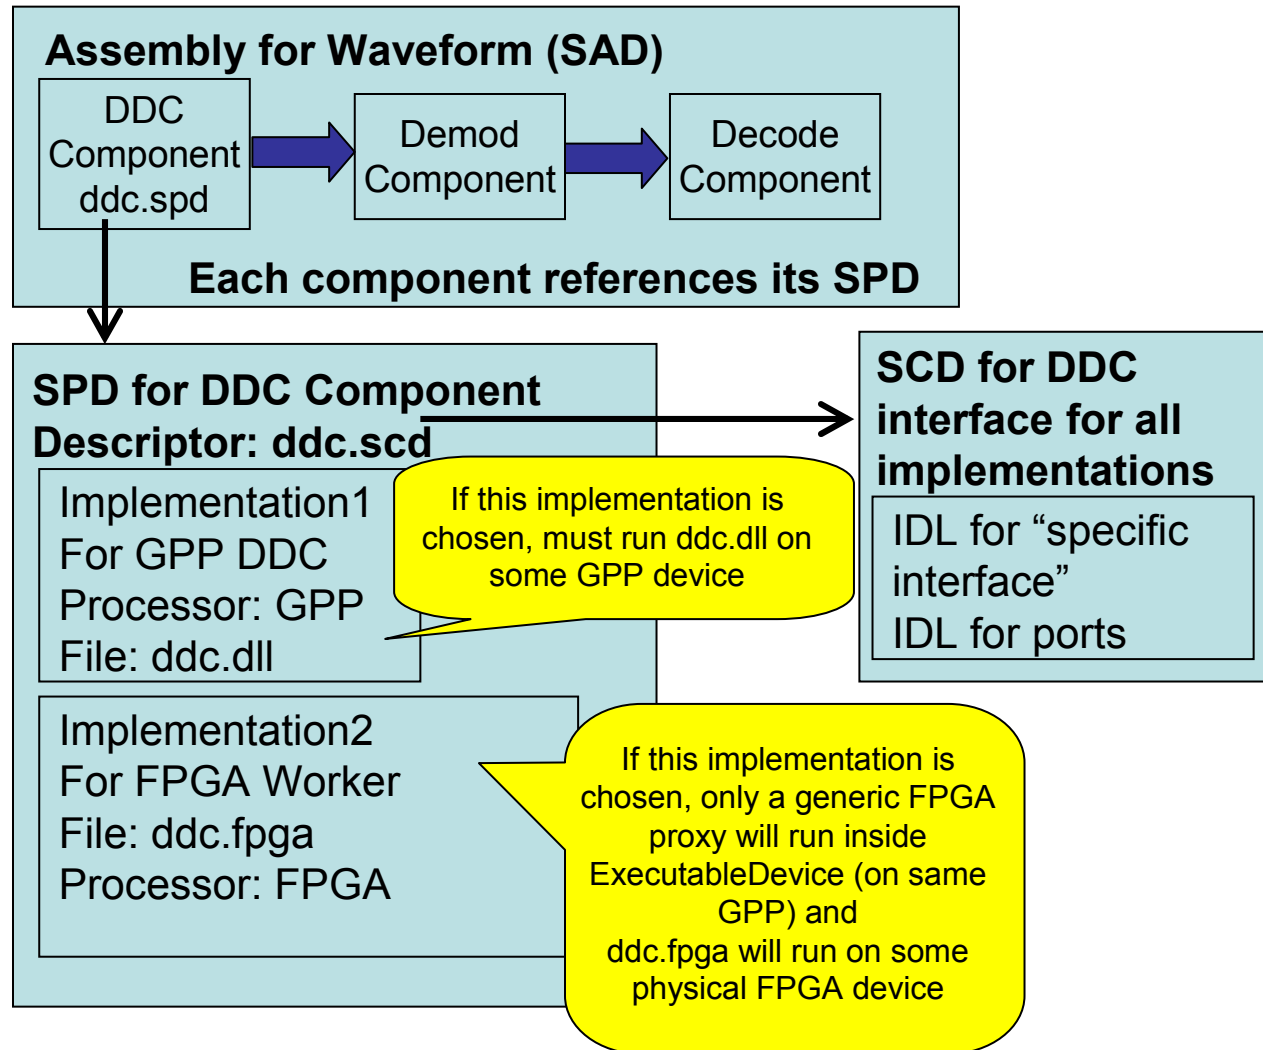 Assembly for Waveform (SAD)
DDC
Component
ddc.spd
Demod
Component
Decode
Component
Each component references its SPD
SPD for DDC Component
Descriptor: ddc.scd
Implementation1
For GPP DDC
Processor: GPP
File: ddc.dll
If this implementation is
chosen, must run ddc.dll on
some GPP device
Implementation2
For FPGA Worker
File: ddc.fpga
Processor: FPGA
If this implementation is
chosen, only a generic FPGA
proxy will run inside
ExecutableDevice (on same
GPP) and
ddc.fpga will run on some
physical FPGA device
SCD for DDC
interface for all
implementations
IDL for “specific
interface”
IDL for ports